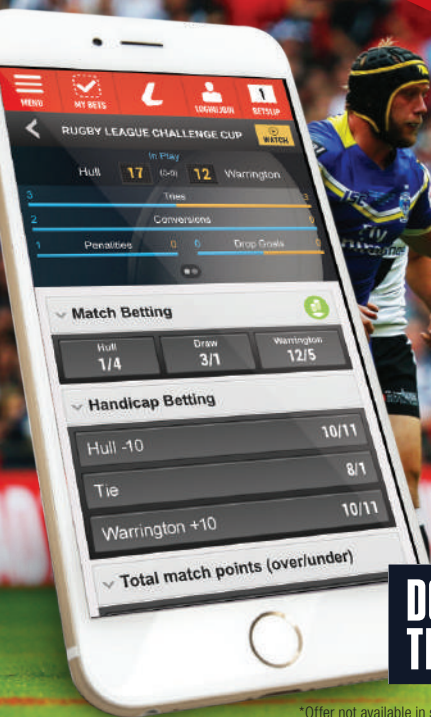 MENU MY BETS LOGIN/JOIN 1 BETSLIP
RUGBY LEAGUE CHALLENGE CUP WATCH
In Play
Hull 17 (0-0) 12 Warrington
3 Tries 3
2 Conversions 0
1 Penalties 0 0 Drop Goals 0
Match Betting
Hull Draw Warrington
1/4 3/1 12/5
Handicap Betting
Hull -10 10/11
Tie 8/1
Warrington +10 10/11
Total match points (over/under)
*Offer not available in